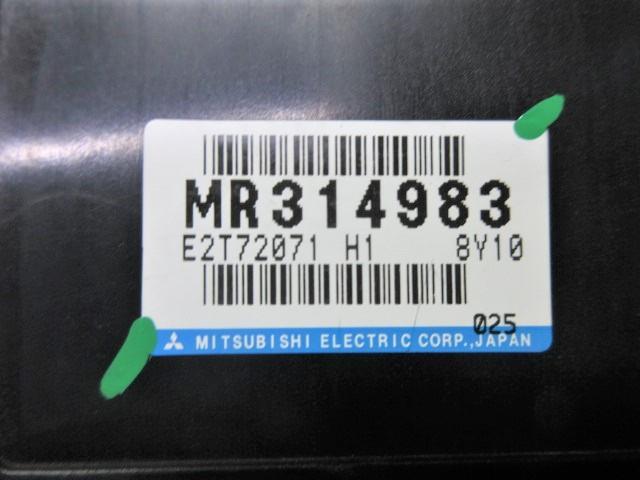 MR314983
E2T72071 H1 8Y10
025
MITSUBISHI ELECTRIC CORP.,JAPAN